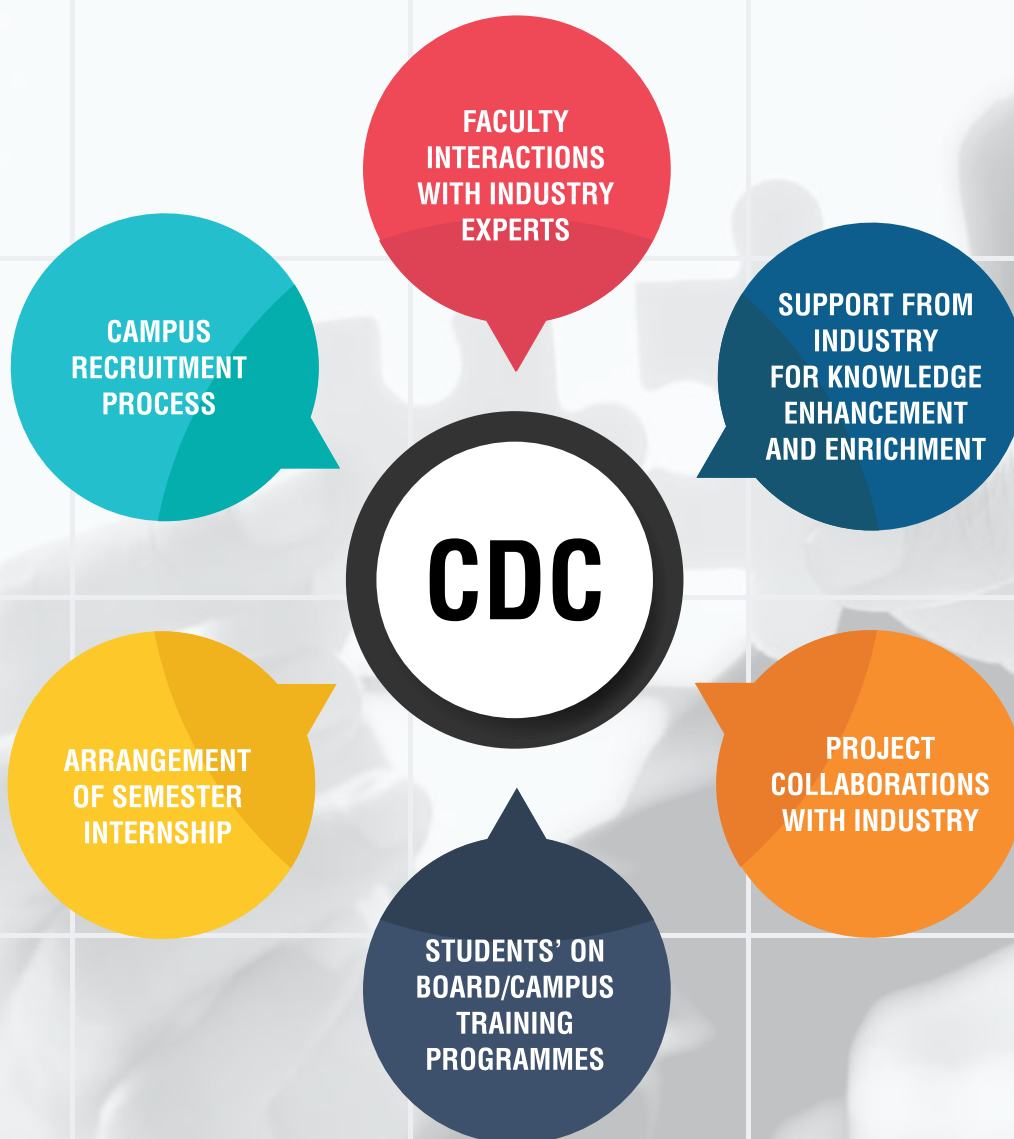 FACULTY
INTERACTIONS
WITH INDUSTRY
EXPERTS
CAMPUS
RECRUITMENT
PROCESS
SUPPORT FROM
INDUSTRY
FOR KNOWLEDGE
ENHANCEMENT
AND ENRICHMENT
CDC
ARRANGEMENT
OF SEMESTER
INTERNSHIP
PROJECT
COLLABORATIONS
WITH INDUSTRY
STUDENTS’ ON
BOARD/CAMPUS
TRAINING
PROGRAMMES